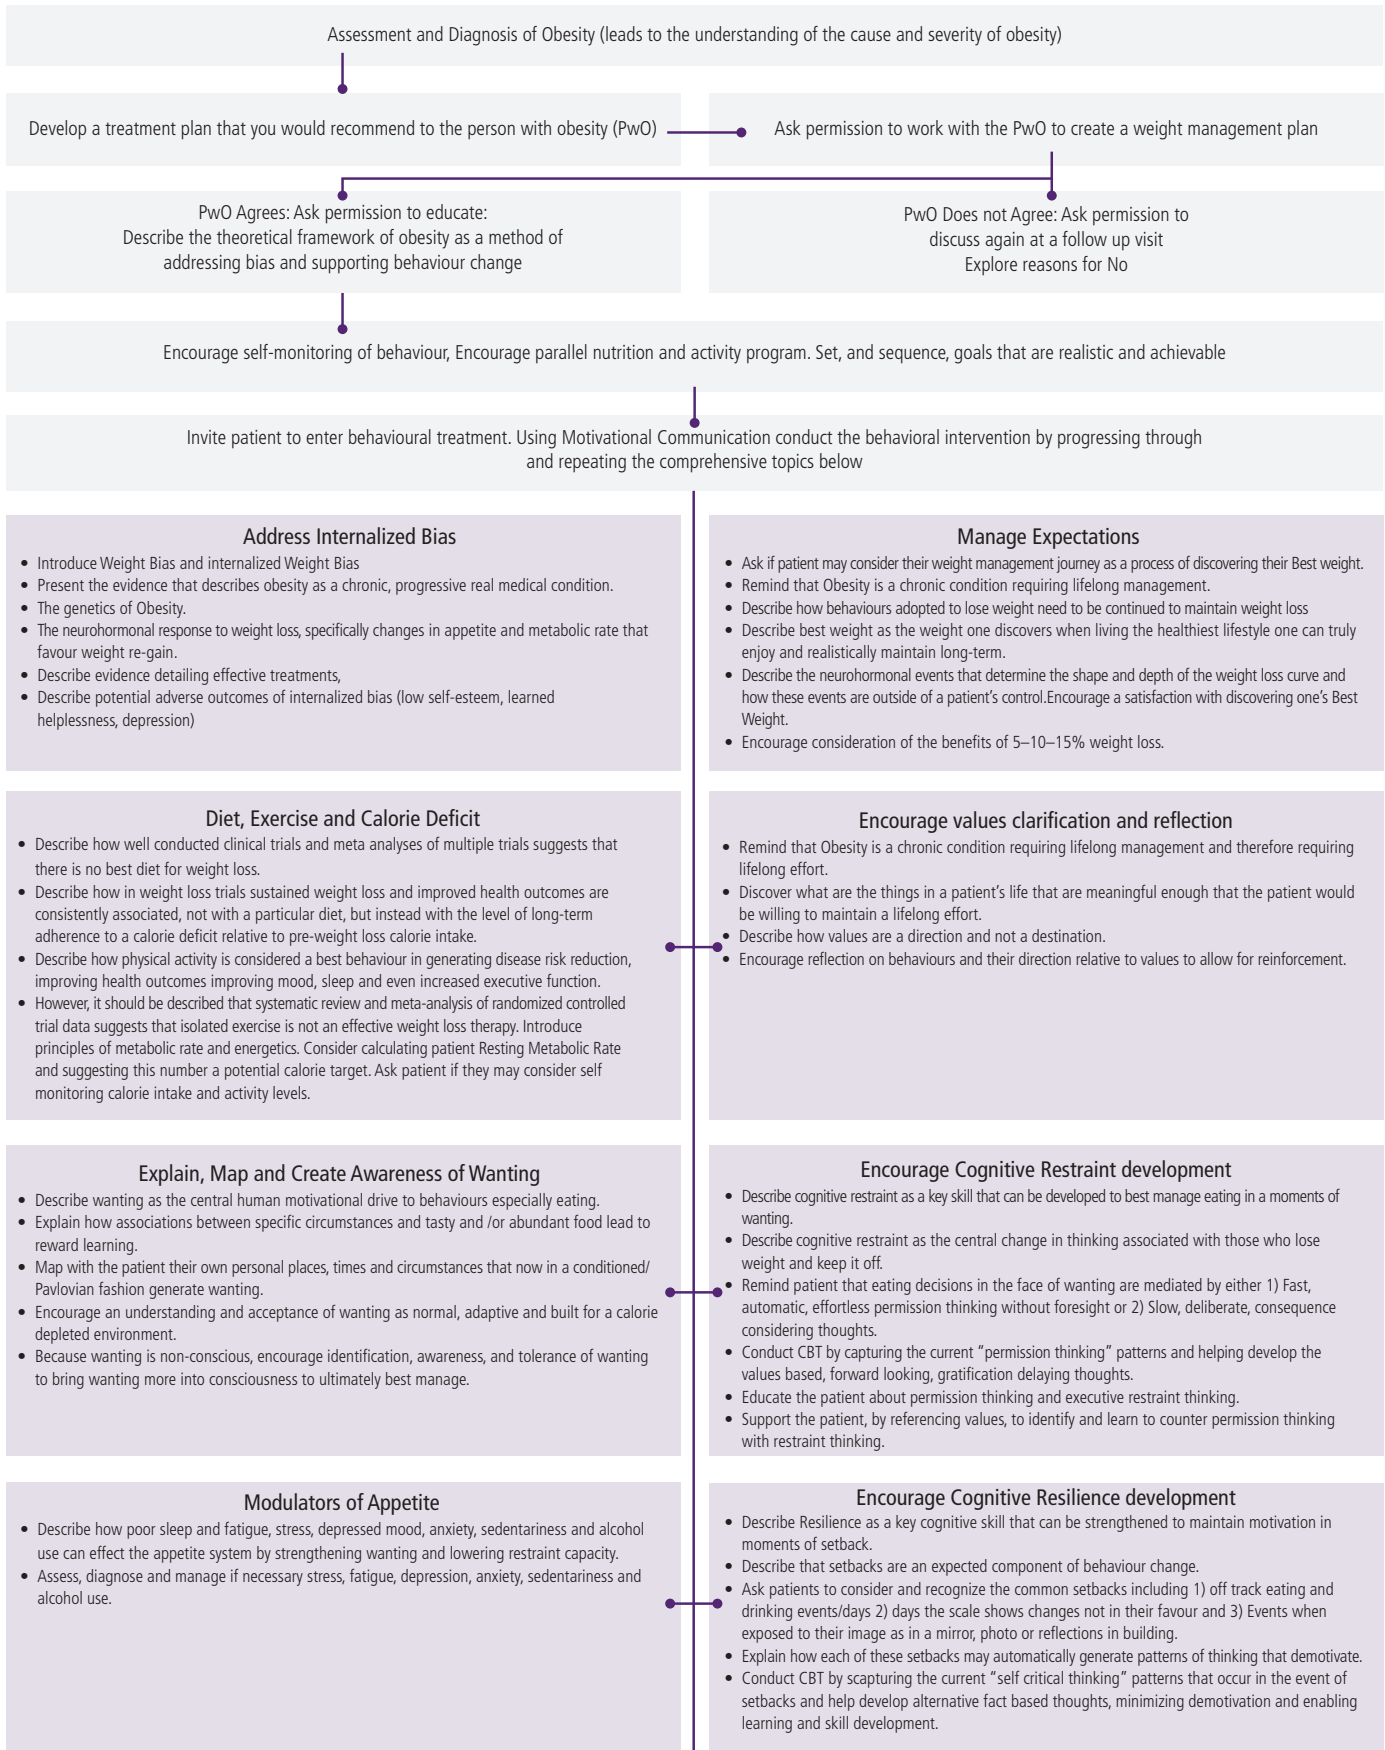 Assessment and Diagnosis of Obesity (leads to the understanding of the cause and severity of obesity)
Develop a treatment plan that you would recommend to the person with obesity (PwO)
Ask permission to work with the PwO to create a weight management plan
PwO Agrees: Ask permission to educate:
Describe the theoretical framework of obesity as a method of
addressing bias and supporting behaviour change
PwO Does not Agree: Ask permission to
discuss again at a follow up visit
Explore reasons for No
Encourage self-monitoring of behaviour, Encourage parallel nutrition and activity program. Set, and sequence, goals that are realistic and achievable
Invite patient to enter behavioural treatment. Using Motivational Communication conduct the behavioral intervention by progressing through
and repeating the comprehensive topics below
Address Internalized Bias
• Introduce Weight Bias and internalized Weight Bias
• Present the evidence that describes obesity as a chronic, progressive real medical condition.
• The genetics of Obesity.
• The neurohormonal response to weight loss, specifically changes in appetite and metabolic rate that
favour weight re-gain.
• Describe evidence detailing effective treatments,
• Describe potential adverse outcomes of internalized bias (low self-esteem, learned
helplessness, depression)
Manage Expectations
• Ask if patient may consider their weight management journey as a process of discovering their Best weight.
• Remind that Obesity is a chronic condition requiring lifelong management.
• Describe how behaviours adopted to lose weight need to be continued to maintain weight loss
• Describe best weight as the weight one discovers when living the healthiest lifestyle one can truly
enjoy and realistically maintain long-term.
• Describe the neurohormonal events that determine the shape and depth of the weight loss curve and
how these events are outside of a patient's control.Encourage a satisfaction with discovering one's Best
Weight.
• Encourage consideration of the benefits of 5–10–15% weight loss.
Diet, Exercise and Calorie Deficit
• Describe how well conducted clinical trials and meta analyses of multiple trials suggests that
there is no best diet for weight loss.
• Describe how in weight loss trials sustained weight loss and improved health outcomes are
consistently associated, not with a particular diet, but instead with the level of long-term
adherence to a calorie deficit relative to pre-weight loss calorie intake.
• Describe how physical activity is considered a best behaviour in generating disease risk reduction,
improving health outcomes improving mood, sleep and even increased executive function.
• However, it should be described that systematic review and meta-analysis of randomized controlled
trial data suggests that isolated exercise is not an effective weight loss therapy. Introduce
principles of metabolic rate and energetics. Consider calculating patient Resting Metabolic Rate
and suggesting this number a potential calorie target. Ask patient if they may consider self
monitoring calorie intake and activity levels.
Encourage values clarification and reflection
• Remind that Obesity is a chronic condition requiring lifelong management and therefore requiring
lifelong effort.
• Discover what are the things in a patient's life that are meaningful enough that the patient would
be willing to maintain a lifelong effort.
• Describe how values are a direction and not a destination.
• Encourage reflection on behaviours and their direction relative to values to allow for reinforcement.
Explain, Map and Create Awareness of Wanting
• Describe wanting as the central human motivational drive to behaviours especially eating.
• Explain how associations between specific circumstances and tasty and /or abundant food lead to
reward learning.
• Map with the patient their own personal places, times and circumstances that now in a conditioned/
Pavlovian fashion generate wanting.
• Encourage an understanding and acceptance of wanting as normal, adaptive and built for a calorie
depleted environment.
• Because wanting is non-conscious, encourage identification, awareness, and tolerance of wanting
to bring wanting more into consciousness to ultimately best manage.
Encourage Cognitive Restraint development
• Describe cognitive restraint as a key skill that can be developed to best manage eating in a moments of
wanting.
• Describe cognitive restraint as the central change in thinking associated with those who lose
weight and keep it off.
• Remind patient that eating decisions in the face of wanting are mediated by either 1) Fast,
automatic, effortless permission thinking without foresight or 2) Slow, deliberate, consequence
considering thoughts.
• Conduct CBT by capturing the current "permission thinking" patterns and helping develop the
values based, forward looking, gratification delaying thoughts.
• Educate the patient about permission thinking and executive restraint thinking.
• Support the patient, by referencing values, to identify and learn to counter permission thinking
with restraint thinking.
Modulators of Appetite
• Describe how poor sleep and fatigue, stress, depressed mood, anxiety, sedentariness and alcohol
use can effect the appetite system by strengthening wanting and lowering restraint capacity.
• Assess, diagnose and manage if necessary stress, fatigue, depression, anxiety, sedentariness and
alcohol use.
Encourage Cognitive Resilience development
• Describe Resilience as a key cognitive skill that can be strengthened to maintain motivation in
moments of setback.
• Describe that setbacks are an expected component of behaviour change.
• Ask patients to consider and recognize the common setbacks including 1) off track eating and
drinking events/days 2) days the scale shows changes not in their favour and 3) Events when
exposed to their image as in a mirror, photo or reflections in building.
• Explain how each of these setbacks may automatically generate patterns of thinking that demotivate.
• Conduct CBT by scapturing the current "self critical thinking" patterns that occur in the event of
setbacks and help develop alternative fact based thoughts, minimizing demotivation and enabling
learning and skill development.